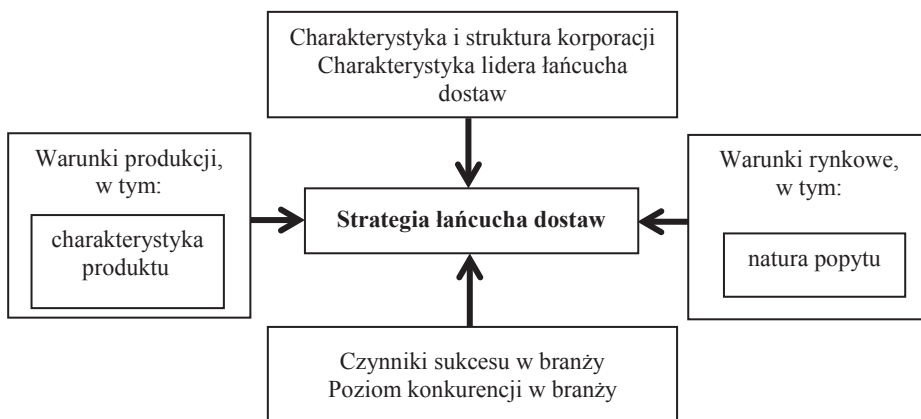 Charakterystyka i struktura korporacji
Charakterystyka lidera łańcucha
dostaw
Warunki produkcji,
w tym:
charakterystyka
produktu
Strategia łańcucha dostaw
Warunki rynkowe,
w tym:
natura popytu
Czynniki sukcesu w branży
Poziom konkurencji w branży